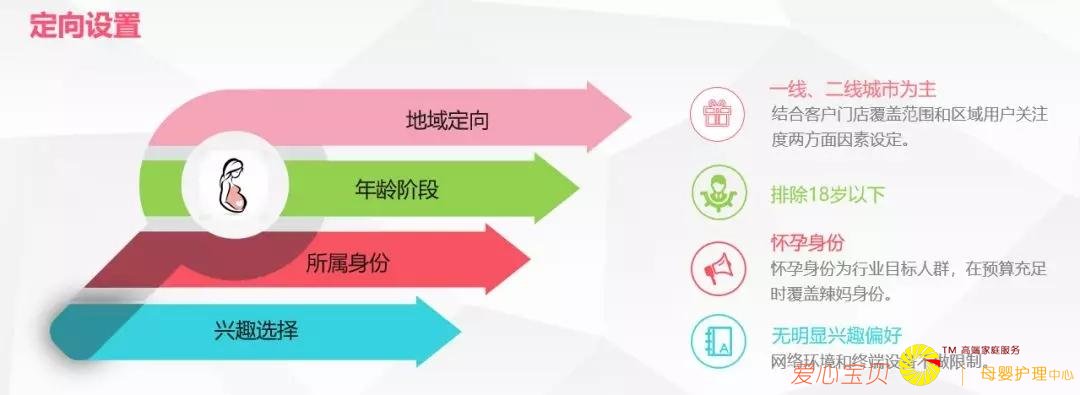 定向设置
地域定向
年龄阶段
所属身份
兴趣选择
一线、二线城市为主
结合客户门店覆盖范围和区域用户关注
度两方面因素设定。
排除18岁以下
怀孕身份
怀孕身份为行业目标人群，在预算充足
时覆盖辣妈身份。
无明显兴趣偏好
网络环境和终端设备不做限制。
A
TM 高端家庭服务
爱心宝贝
母婴护理中心